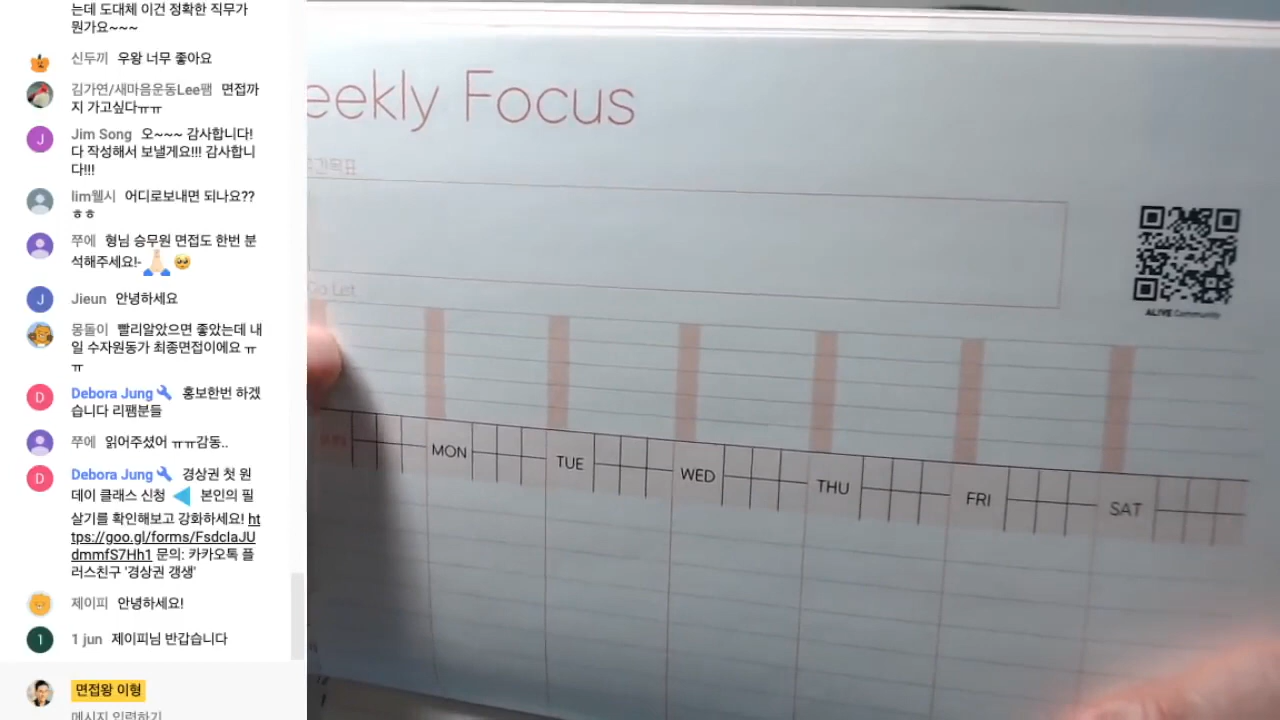 는데 도대체 이건 정확한 직무가
뭔가요~~~
신두끼 우왕 너무 좋아요
김가연/새마음운동Lee팸 면접까
지 가고싶다ㅠㅠ
Jim Song 오~~~ 감사합니다!
다 작성해서 보낼게요!!! 감사합니
다!!!
lim웰시 어디로보내면 되나요??
ㅎㅎ
쭈에 형님 승무원 면접도 한번 분
석해주세요!-
Jieun 안녕하세요
몽돌이 빨리알았으면 좋았는데 내
일 수자원동가 최종면접이에요 ㅠ
ㅠ
Debora Jung 홍보한번 하겠
습니다 리팸분들
쭈에 읽어주셨어 ㅠㅠ감동..
Debora Jung 경상권 첫 원
데이 클래스 신청 본인의 필
살기를 확인해보고 강화하세요! ht
tps://goo.gl/forms/FsdcIaJU
dmmfS7Hh1 문의: 카카오톡 플
러스친구 '경상권 갱생'
제이피 안녕하세요!
1 jun 제이피님 반갑습니다
면접왕 이형
메시지 입력하기
eekly Focus
간목표
Do List
ALIVE Community
SUN MON TUE WED THU FRI SAT